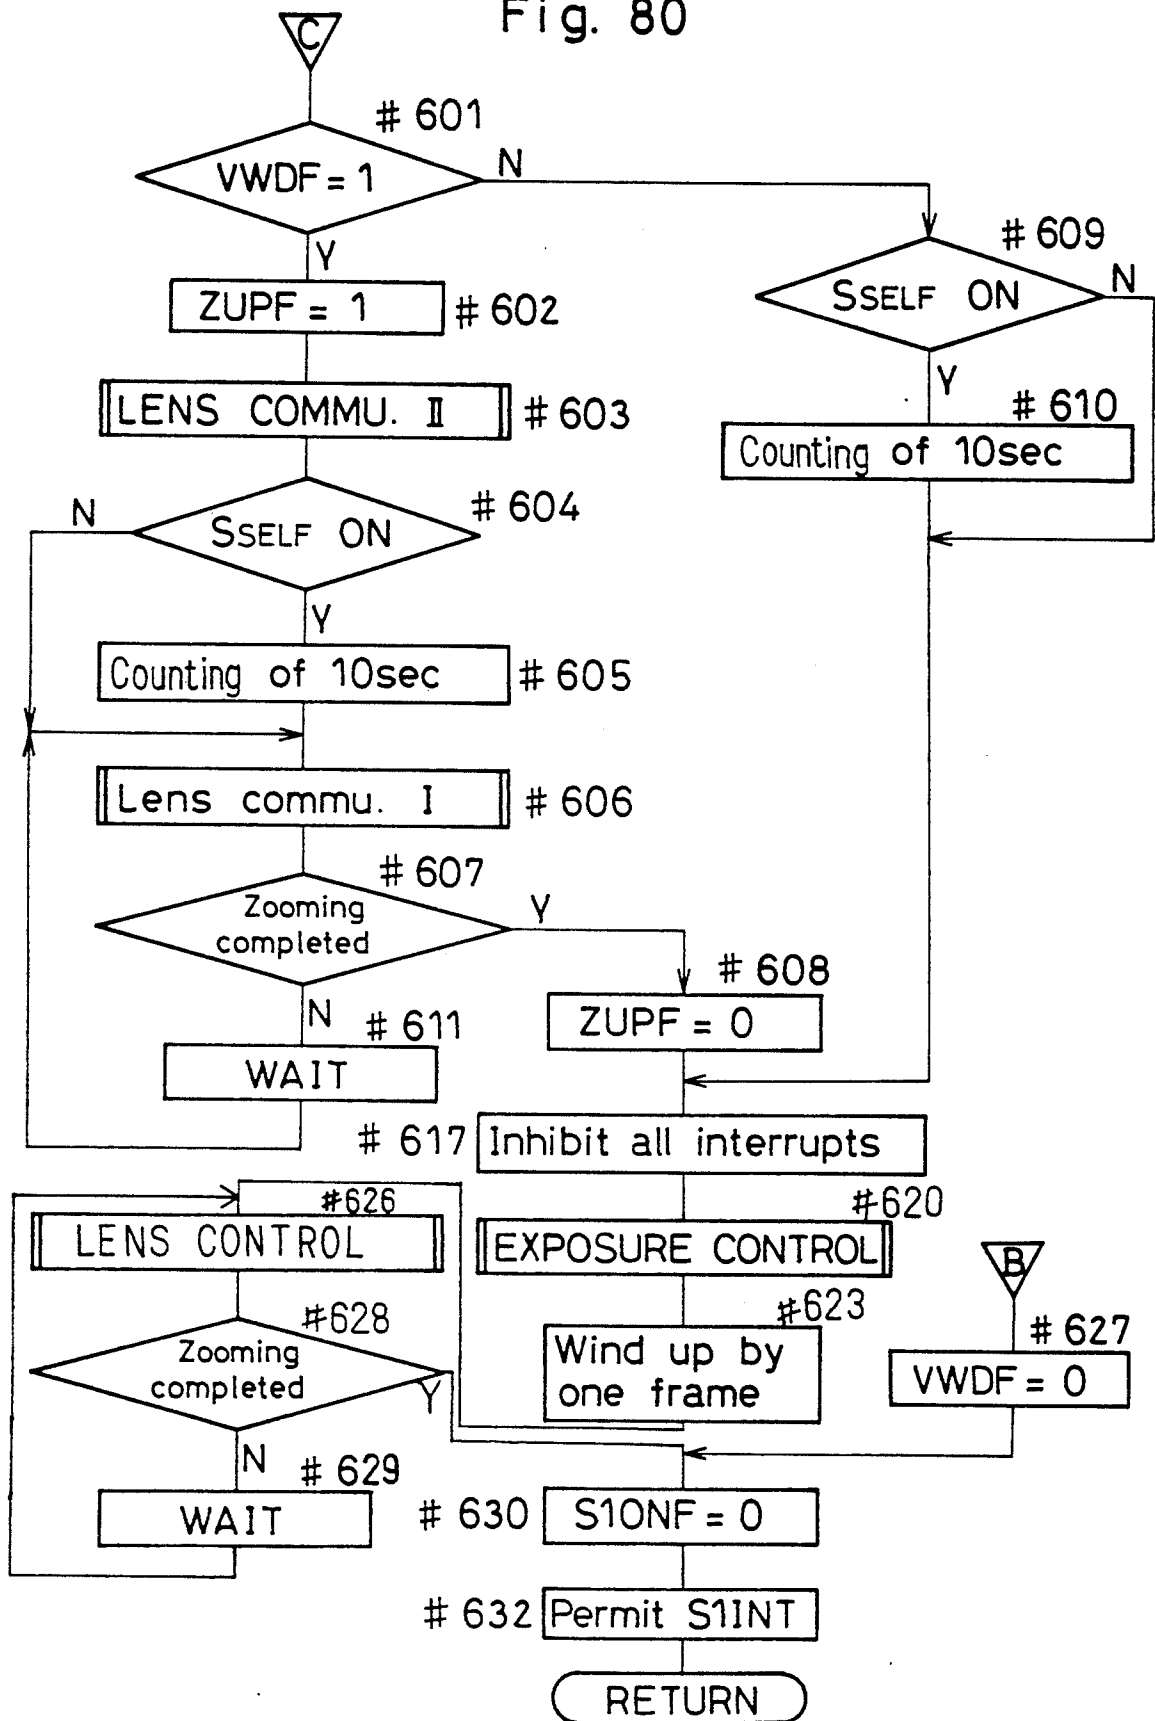 Fig. 80
C
# 601
VWDF = 1
N
Y
# 609
SSELF ON
N
Y
ZUPF = 1
# 602
LENS COMMU. II
# 603
# 610
Counting of 10sec
# 604
N
SSELF ON
Y
Counting of 10sec
# 605
Lens commu. I
# 606
# 607
Zooming
completed
Y
N
# 608
ZUPF = 0
# 611
WAIT
# 617
Inhibit all interrupts
#626
LENS CONTROL
#620
EXPOSURE CONTROL
B
#628
Zooming
completed
Y
N
#623
Wind up by
one frame
# 627
VWDF = 0
# 629
WAIT
# 630
S1ONF = 0
# 632
Permit S1INT
RETURN